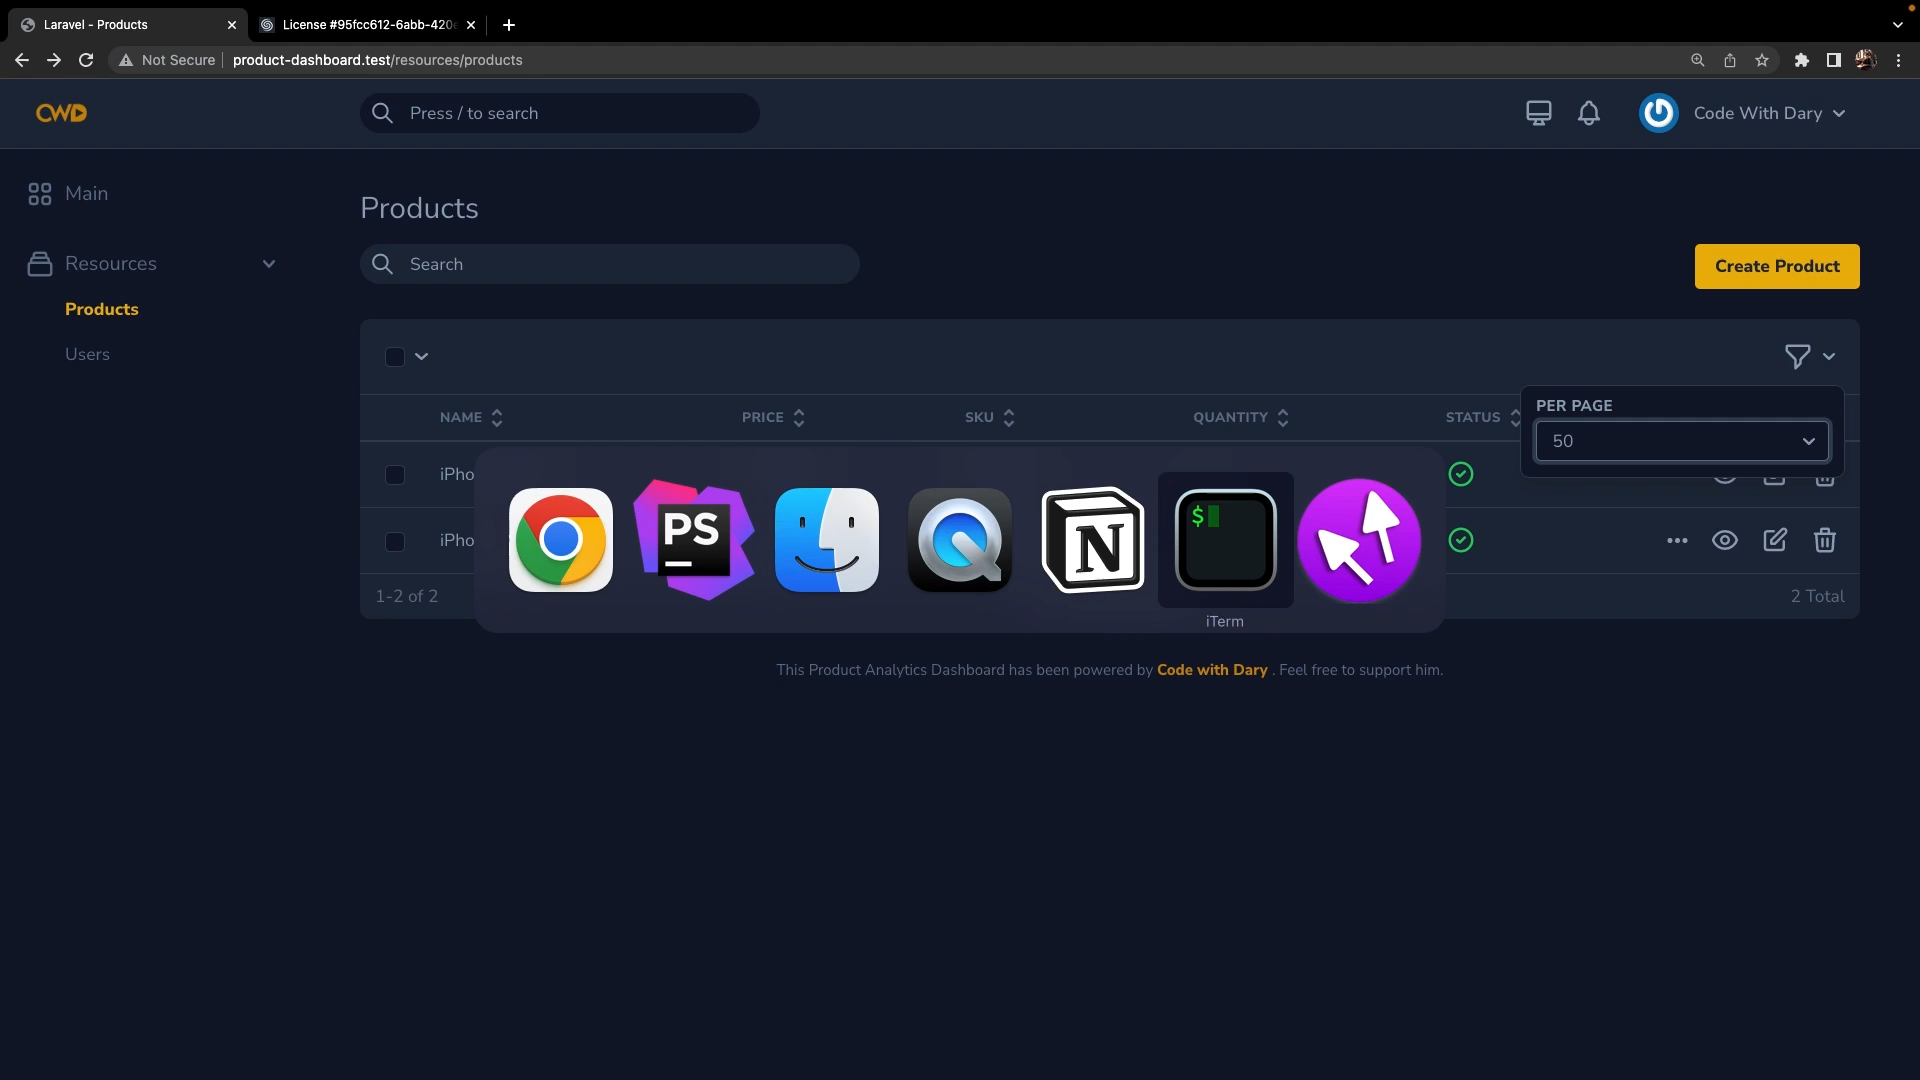 Laravel - Products
License #95fcc612-6abb-420
Not Secure
product-dashboard.test/resources/products
CWD
Press / to search
Code With Dary
Main
Products
Resources
Search
Create Product
Products
Users
PER PAGE
NAME
PRICE
SKU
QUANTITY
STATUS
50
iPho
PS
N
$
iPho
1-2 of 2
2 Total
iTerm
This Product Analytics Dashboard has been powered by Code with Dary . Feel free to support him.